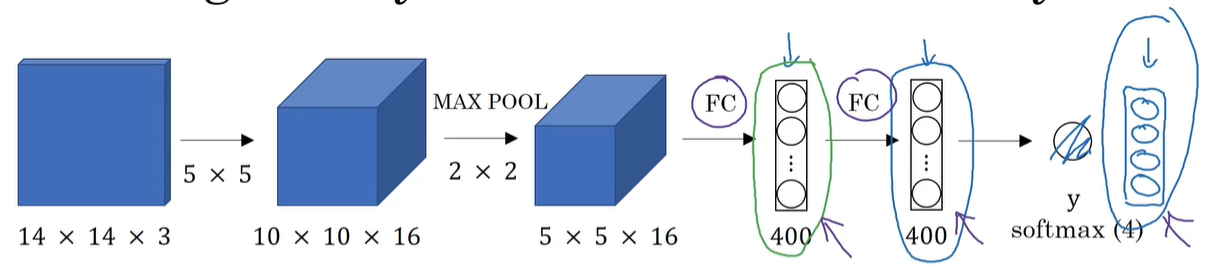 MAX POOL
FC
FC
5 × 5
2 × 2
y
14 × 14 × 3
10 × 10 × 16
5 × 5 × 16
400
400
softmax (4)